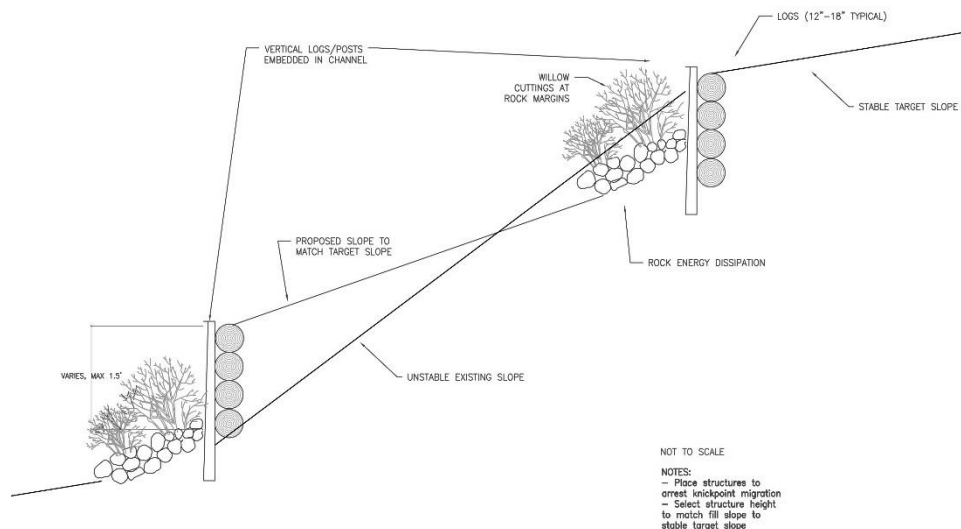 LOGS (12"-18" TYPICAL)
VERTICAL LOGS/POSTS
EMBEDDED IN CHANNEL
WILLOW
CUTTINGS AT
ROCK MARGINS
STABLE TARGET SLOPE
PROPOSED SLOPE TO
MATCH TARGET SLOPE
ROCK ENERGY DISSIPATION
VARIES, MAX 1.5'
UNSTABLE EXISTING SLOPE
NOT TO SCALE
NOTES:
- Place structures to
arrest knickpoint migration
- Select structure height
to match fill slope to
stable target slope